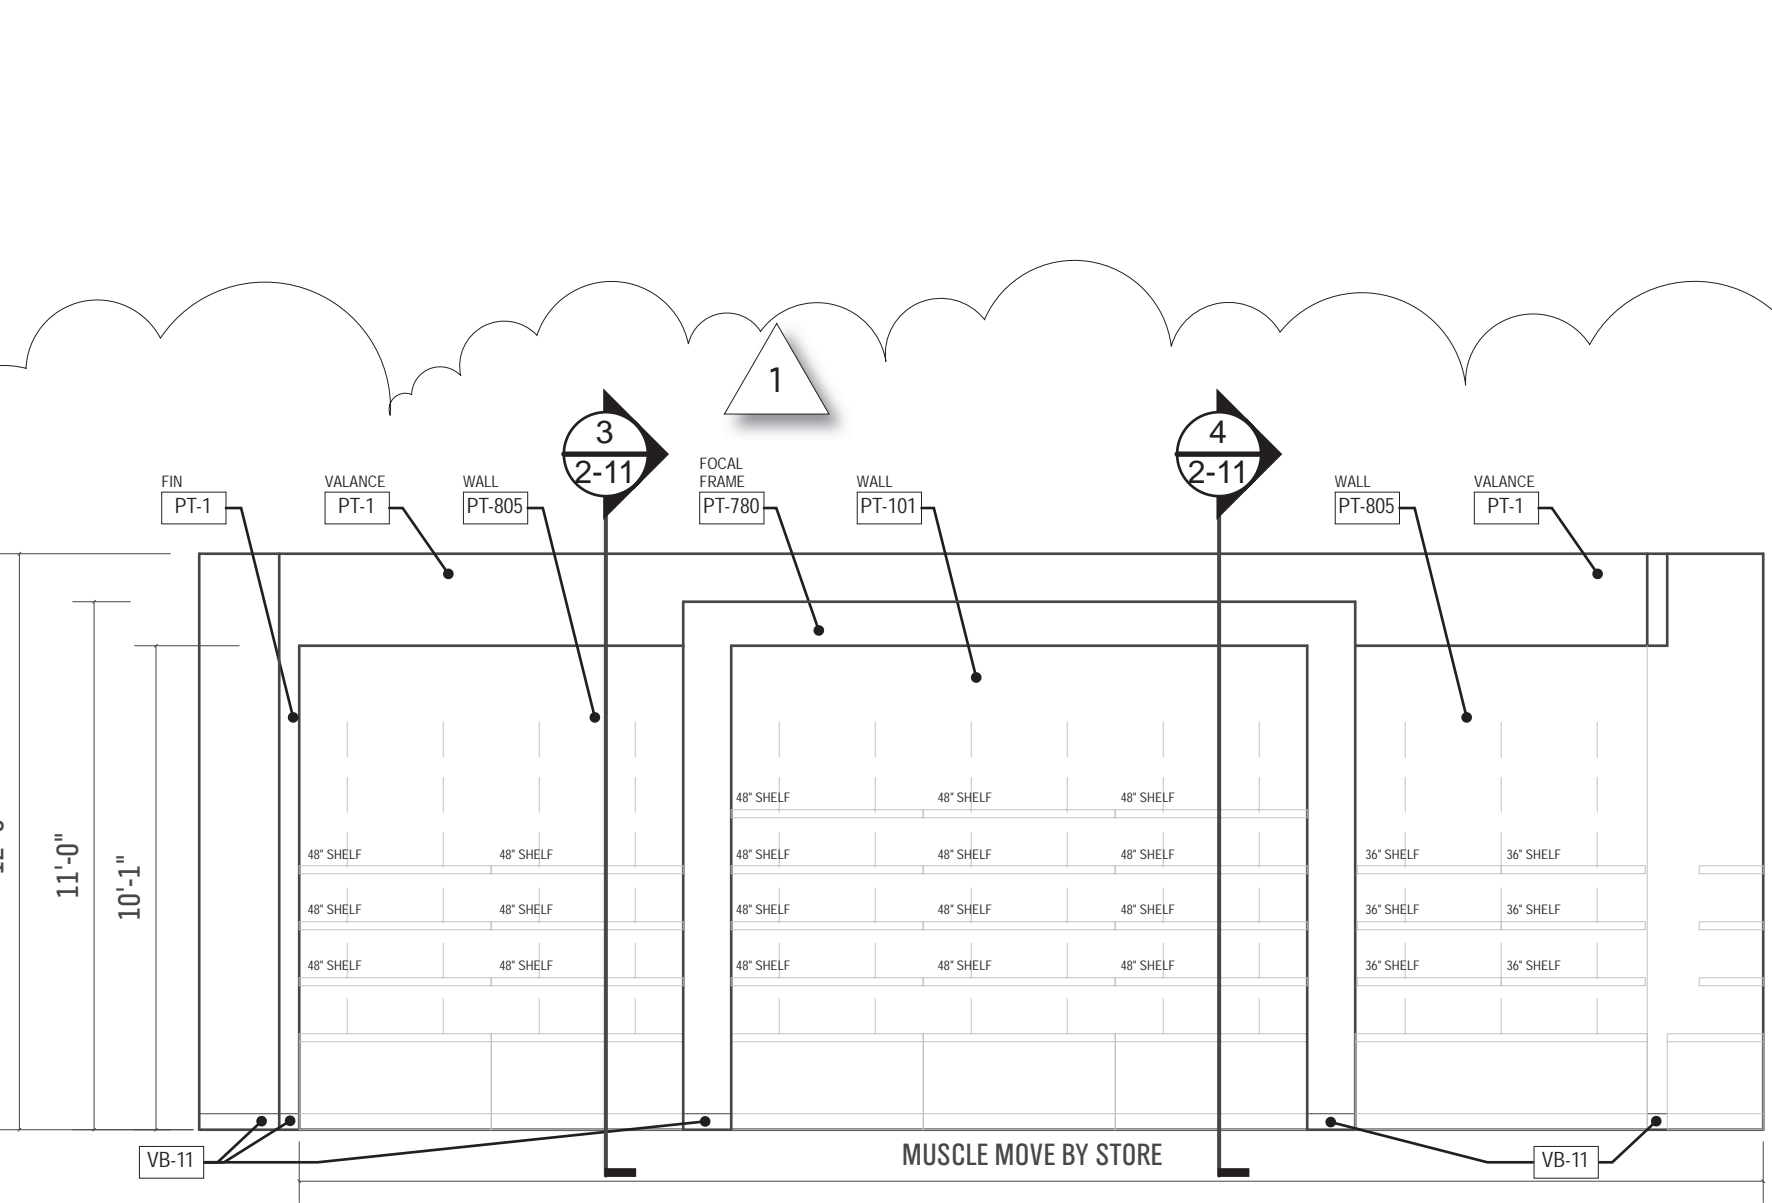 1
3
2-11
4
2-11
FIN
PT-1
VALANCE
PT-1
WALL
PT-805
FOCAL
FRAME
PT-780
WALL
PT-101
WALL
PT-805
VALANCE
PT-1
11'-0"
10'-1"
48" SHELF 48" SHELF 48" SHELF
48" SHELF 48" SHELF 48" SHELF 48" SHELF 48" SHELF 36" SHELF 36" SHELF
48" SHELF 48" SHELF 48" SHELF 48" SHELF 48" SHELF 36" SHELF 36" SHELF
48" SHELF 48" SHELF 48" SHELF 48" SHELF 48" SHELF 36" SHELF 36" SHELF
VB-11
MUSCLE MOVE BY STORE
VB-11